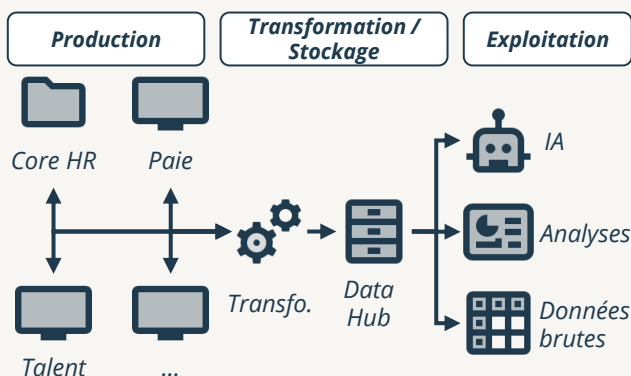 Production
Transformation /
Stockage
Exploitation
Core HR
Paie
IA
Analyses
Transfo.
Data
Hub
Données
brutes
Talent
...